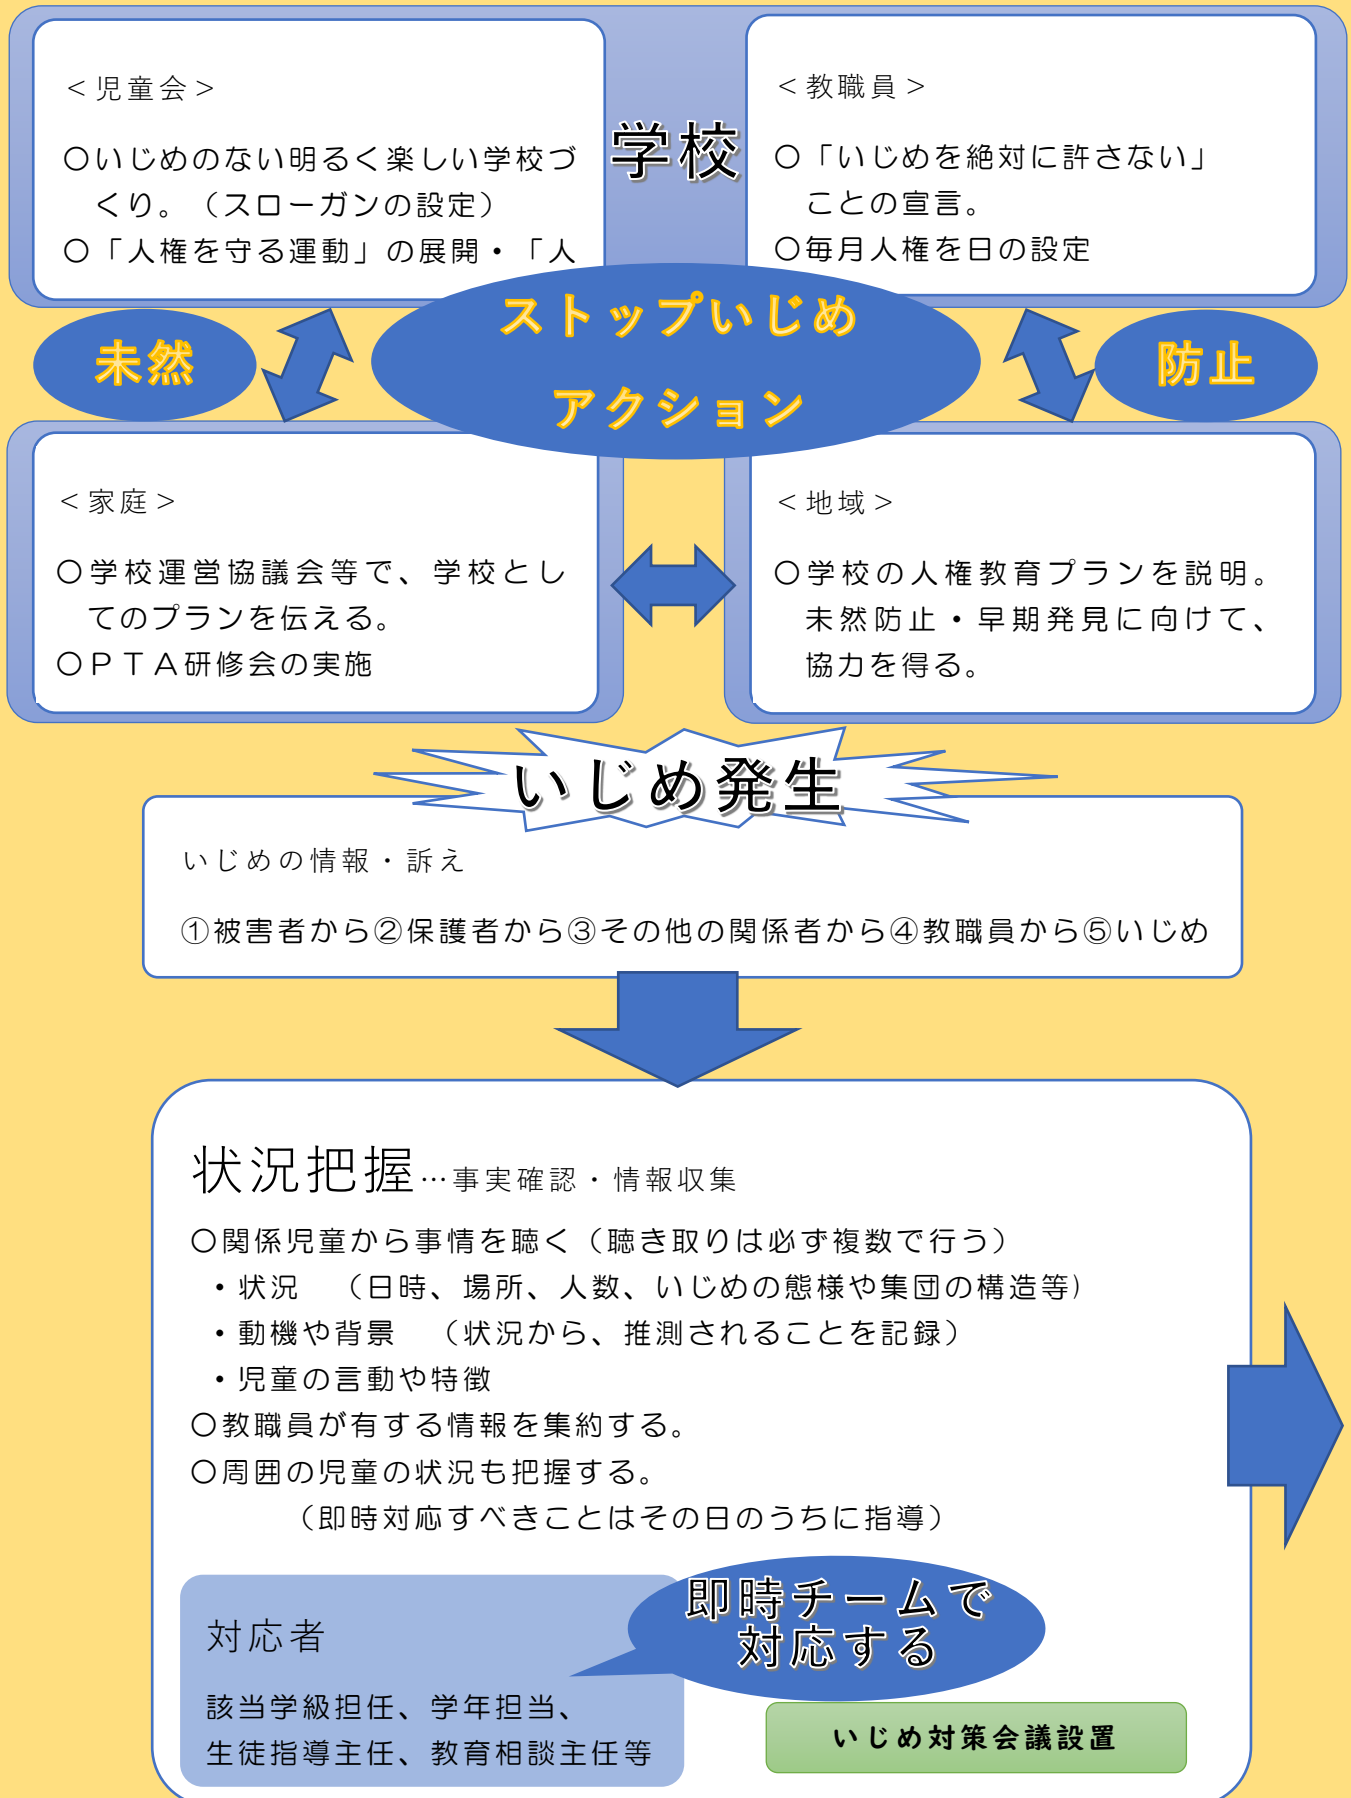 学校
＜児童会＞
〇いじめのない明るく楽しい学校づ
くり。（スローガンの設定）
〇「人権を守る運動」の展開・「人
＜教職員＞
〇「いじめを絶対に許さない」
ことの宣言。
〇毎月人権を日の設定
ストップいじめ
アクション
未然
防止
＜家庭＞
〇学校運営協議会等で、学校とし
てのプランを伝える。
〇ＰＴＡ研修会の実施
＜地域＞
〇学校の人権教育プランを説明。
未然防止・早期発見に向けて、
協力を得る。
いじめ発生
いじめの情報・訴え
①被害者から②保護者から③その他の関係者から④教職員から⑤いじめ
状況把握…事実確認・情報収集
〇関係児童から事情を聴く（聴き取りは必ず複数で行う）
・状況　（日時、場所、人数、いじめの態様や集団の構造等)
・動機や背景　（状況から、推測されることを記録）
・児童の言動や特徴
〇教職員が有する情報を集約する。
〇周囲の児童の状況も把握する。
（即時対応すべきことはその日のうちに指導）
即時チームで
対応する
対応者
該当学級担任、学年担当、
生徒指導主任、教育相談主任等
いじめ対策会議設置